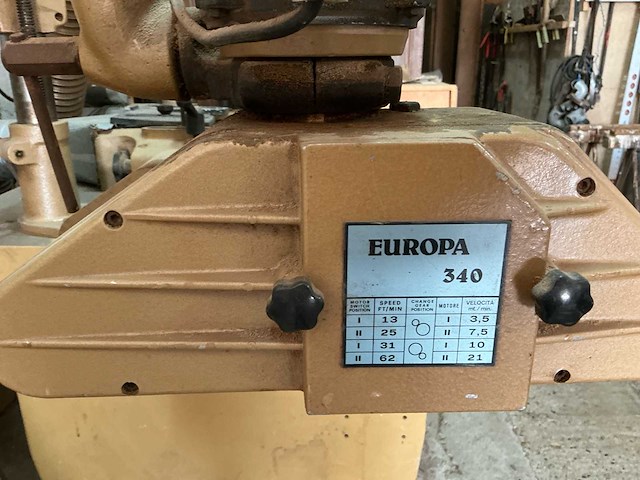 EUROPA
340
MOTOR SWITCH POSITION SPEED FT/MIN CHANGE GEAR POSITION MOTORE VELOCITÀ mt./min.
I 13 I 3,5
II 25 II 7,5
I 31 I 10
II 62 II 21